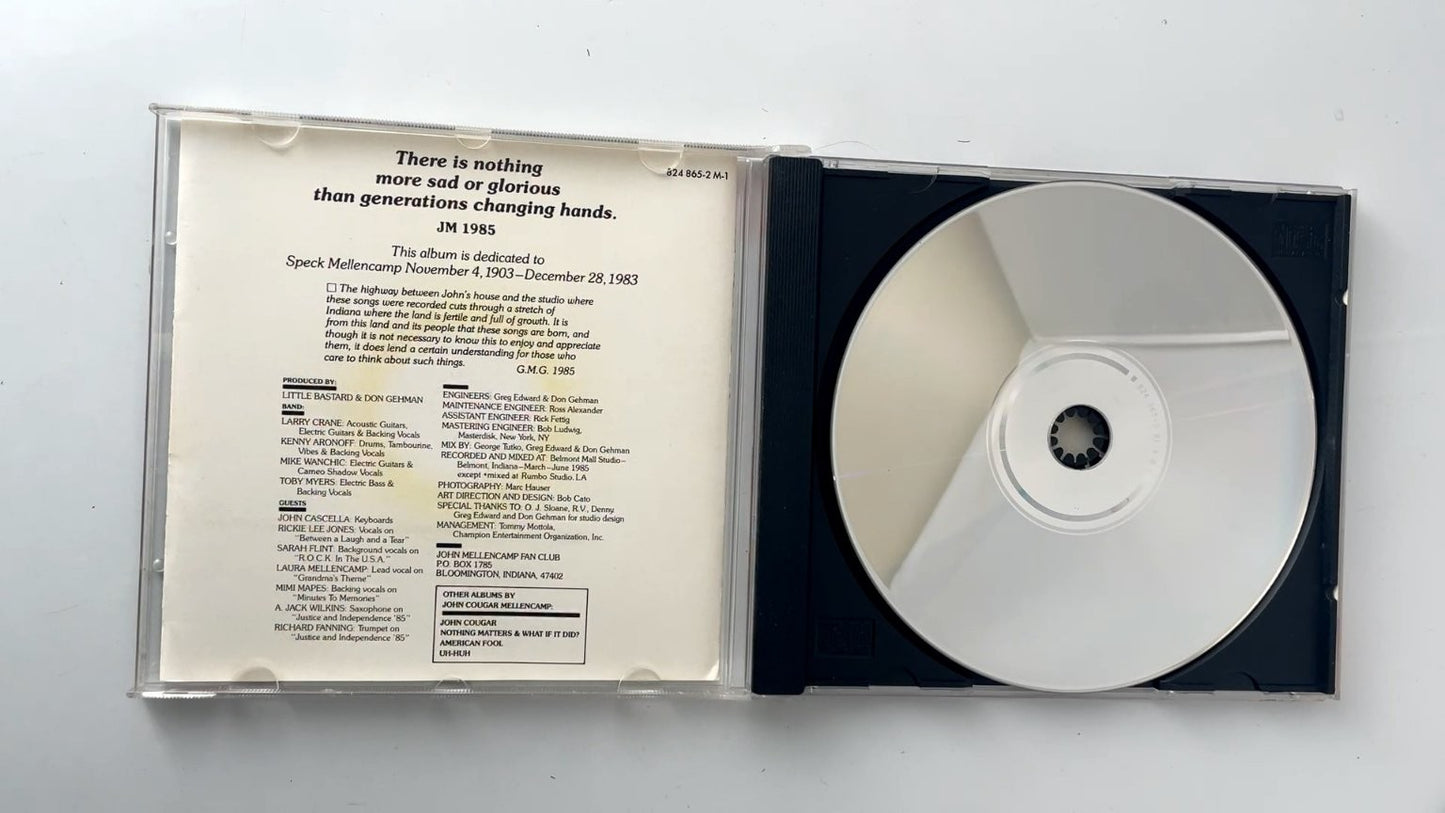 There is nothing
more sad or glorious
than generations changing hands.
JM 1985
824 865-2 M-1
This album is dedicated to
Speck Mellencamp November 4, 1903–December 28, 1983
☐ The highway between John's house and the studio where
these songs were recorded cuts through a stretch of
Indiana where the land is fertile and full of growth. It is
from this land and its people that these songs are born, and
though it is not necessary to know this to enjoy and appreciate
them, it does lend a certain understanding for those who
care to think about such things.
G.M.G. 1985
PRODUCED BY:
LITTLE BASTARD & DON GEHMAN
BAND:
LARRY CRANE: Acoustic Guitars,
Electric Guitars & Backing Vocals
KENNY ARONOFF: Drums, Tambourine,
Vibes & Backing Vocals
MIKE WANCHIC: Electric Guitars &
Cameo Shadow Vocals
TOBY MYERS: Electric Bass &
Backing Vocals
GUESTS
JOHN CASCELLA: Keyboards
RICKIE LEE JONES: Vocals on
"Between a Laugh and a Tear"
SARAH FLINT: Background vocals on
"R.O.C.K. In The U.S.A."
LAURA MELLENCAMP: Lead vocal on
"Grandma's Theme"
MIMI MAPES: Backing vocals on
"Minutes To Memories"
A. JACK WILKINS: Saxophone on
"Justice and Independence '85"
RICHARD FANNING: Trumpet on
"Justice and Independence '85"
ENGINEERS: Greg Edward & Don Gehman
MAINTENANCE ENGINEER: Ross Alexander
ASSISTANT ENGINEER: Rick Fettig
MASTERING ENGINEER: Bob Ludwig,
Masterdisk, New York, NY
MIX BY: George Tutko, Greg Edward & Don Gehman
RECORDED AND MIXED AT: Belmont Mall Studio–
Belmont, Indiana–March–June 1985
except •mixed at Rumbo Studio. LA
PHOTOGRAPHY: Marc Hauser
ART DIRECTION AND DESIGN: Bob Cato
SPECIAL THANKS TO: O. J. Sloane, R.V., Denny,
Greg Edward and Don Gehman for studio design
MANAGEMENT: Tommy Mottola,
Champion Entertainment Organization, Inc.
JOHN MELLENCAMP FAN CLUB
P.O. BOX 1785
BLOOMINGTON, INDIANA, 47402
OTHER ALBUMS BY
JOHN COUGAR MELLENCAMP:
JOHN COUGAR
NOTHING MATTERS & WHAT IF IT DID?
AMERICAN FOOL
UH-HUH